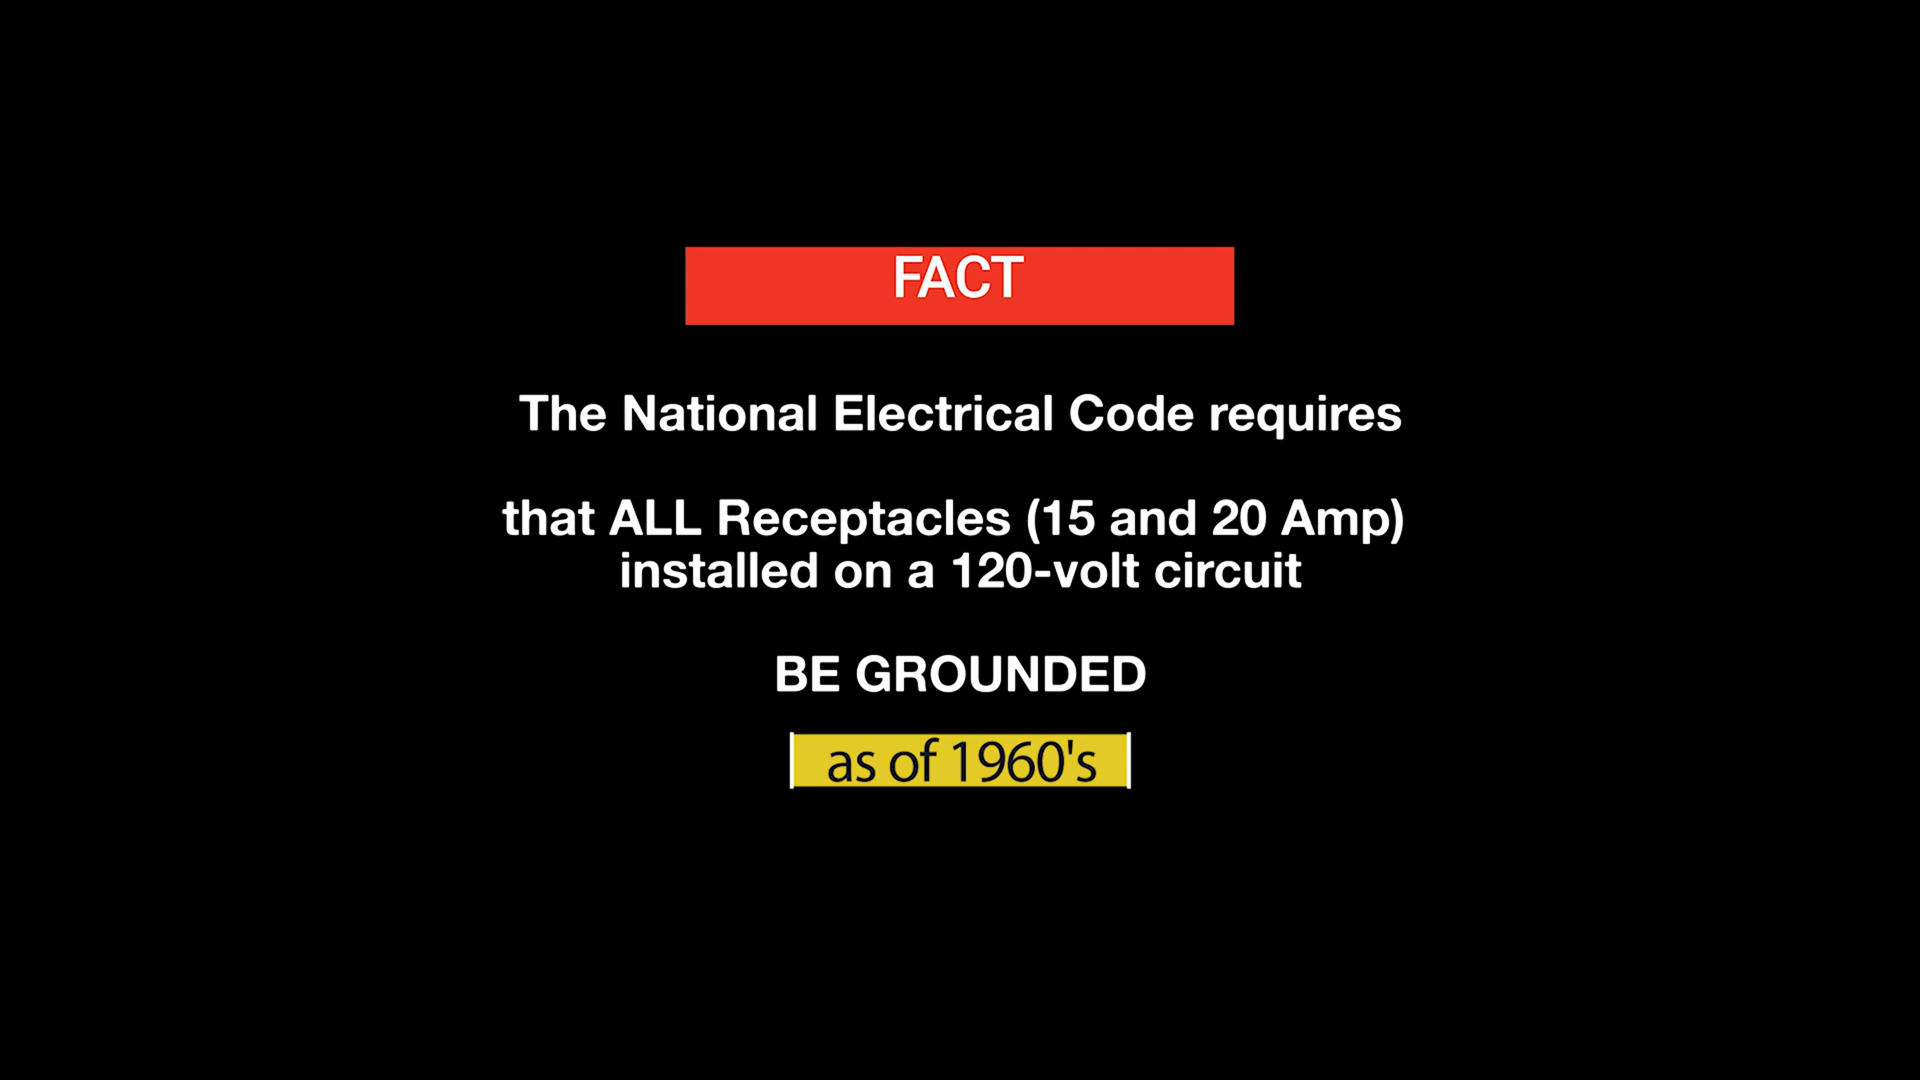 FACT
The National Electrical Code requires
that ALL Receptacles (15 and 20 Amp)
installed on a 120-volt circuit
BE GROUNDED
as of 1960's